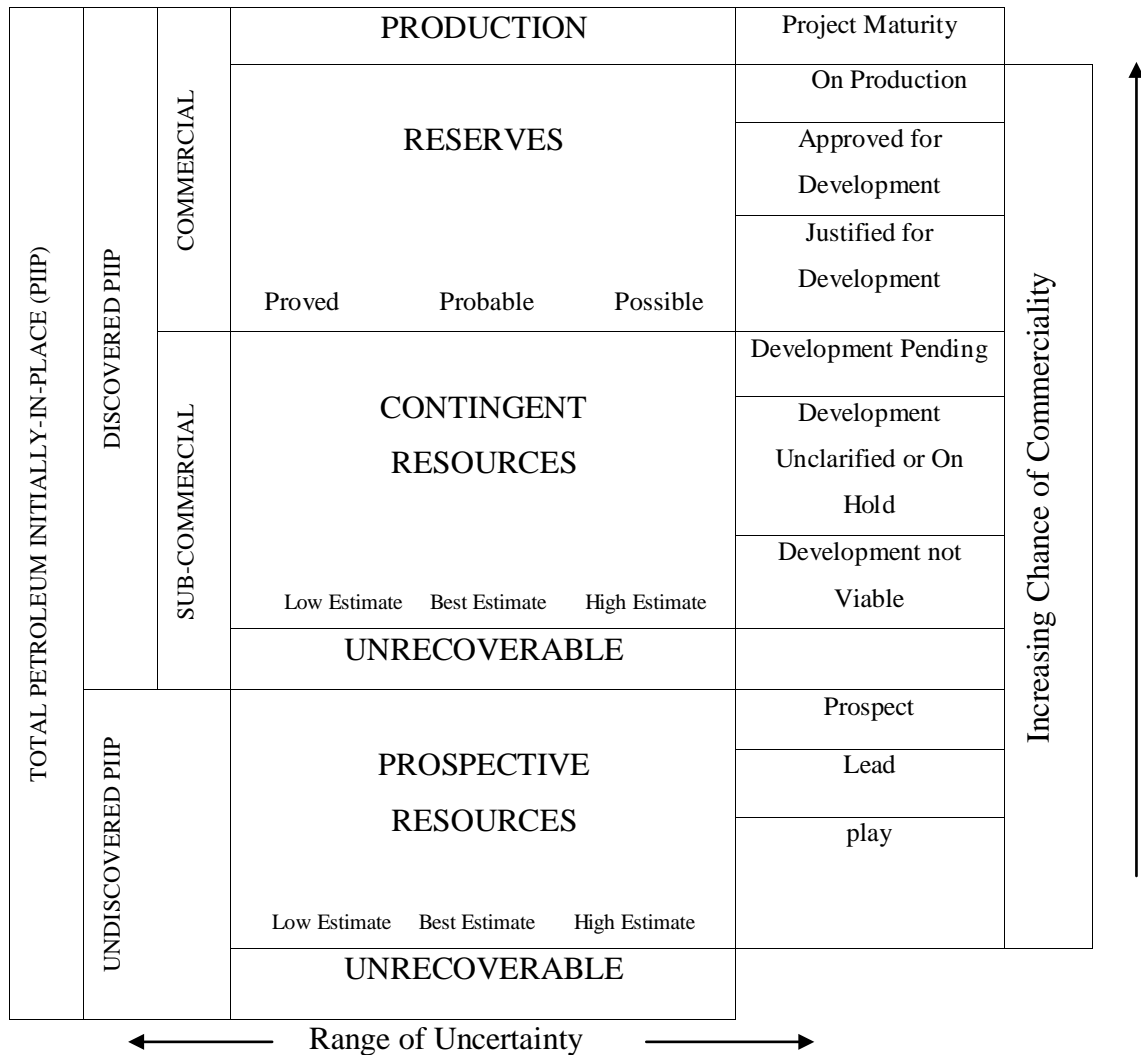 TOTAL PETROLEUM INITIALLY-IN-PLACE (PIIP)
DISCOVERED PIIP
COMMERCIAL
PRODUCTION
Project Maturity
RESERVES
Proved Probable Possible
On Production
Approved for
Development
Justified for
Development
SUB-COMMERCIAL
CONTINGENT
RESOURCES
Low Estimate Best Estimate High Estimate
Development Pending
Development
Unclarified or On
Hold
Development not
Viable
UNRECOVERABLE
UNDISCOVERED PIIP
PROSPECTIVE
RESOURCES
Low Estimate Best Estimate High Estimate
Prospect
Lead
play
UNRECOVERABLE
Increasing Chance of Commerciality
Range of Uncertainty